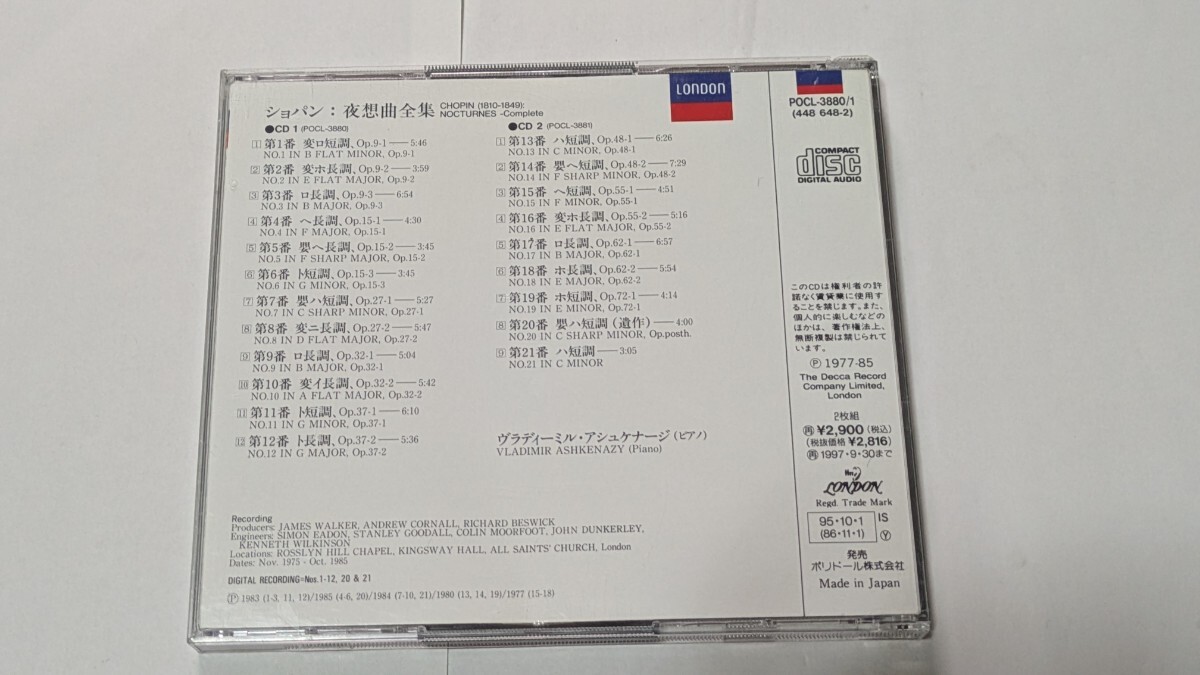 ショパン：夜想曲全集 CHOPIN (1810-1849):
NOCTURNES -Complete
LONDON
●CD 1 (POCL-3880)
1 第1番 変ロ短調、Op.9-1──5:46
NO.1 IN B FLAT MINOR, Op.9-1
2 第2番 変ホ長調、Op.9-2──3:59
NO.2 IN E FLAT MAJOR, Op.9-2
3 第3番 ロ長調、Op.9-3──6:54
NO.3 IN B MAJOR, Op.9-3
4 第4番 ヘ長調、Op.15-1──4:30
NO.4 IN F MAJOR, Op.15-1
5 第5番 嬰ヘ長調、Op.15-2──3:45
NO.5 IN F SHARP MAJOR, Op.15-2
6 第6番 ト短調、Op.15-3──3:45
NO.6 IN G MINOR, Op.15-3
7 第7番 嬰ハ短調、Op.27-1──5:27
NO.7 IN C SHARP MINOR, Op.27-1
8 第8番 変ニ長調、Op.27-2──5:47
NO.8 IN D FLAT MAJOR, Op.27-2
9 第9番 ロ長調、Op.32-1──5:04
NO.9 IN B MAJOR, Op.32-1
10 第10番 変イ長調、Op.32-2──5:42
NO.10 IN A FLAT MAJOR, Op.32-2
11 第11番 ト短調、Op.37-1──6:10
NO.11 IN G MINOR, Op.37-1
12 第12番 ト長調、Op.37-2──5:36
NO.12 IN G MAJOR, Op.37-2
●CD 2 (POCL-3881)
1 第13番 ハ短調、Op.48-1──6:26
NO.13 IN C MINOR, Op.48-1
2 第14番 嬰ヘ短調、Op.48-2──7:29
NO.14 IN F SHARP MINOR, Op.48-2
3 第15番 ヘ短調、Op.55-1──4:51
NO.15 IN F MINOR, Op.55-1
4 第16番 変ホ長調、Op.55-2──5:16
NO.16 IN E FLAT MAJOR, Op.55-2
5 第17番 ロ長調、Op.62-1──6:57
NO.17 IN B MAJOR, Op.62-1
6 第18番 ホ長調、Op.62-2──5:54
NO.18 IN E MAJOR, Op.62-2
7 第19番 ホ短調、Op.72-1──4:14
NO.19 IN E MINOR, Op.72-1
8 第20番 嬰ハ短調（遺作）──4:00
NO.20 IN C SHARP MINOR, Op.posth.
9 第21番 ハ短調──3:05
NO.21 IN C MINOR
ヴラディーミル・アシュケナージ（ピアノ）
VLADIMIR ASHKENAZY (Piano)
Recording
Producers: JAMES WALKER, ANDREW CORNALL, RICHARD BESWICK
Engineers: SIMON EADON, STANLEY GOODALL, COLIN MOORFOOT, JOHN DUNKERLEY,
KENNETH WILKINSON
Locations: ROSSLYN HILL CHAPEL, KINGSWAY HALL, ALL SAINTS' CHURCH, London
Dates: Nov. 1975 - Oct. 1985
DIGITAL RECORDING=Nos.1-12, 20 & 21
Ⓟ 1983 (1-3, 11, 12)/1985 (4-6, 20)/1984 (7-10, 21)/1980 (13, 14, 19)/1977 (15-18)
POCL-3880/1
(448 648-2)
COMPACT
disc
DIGITAL AUDIO
このCDは権利者の許
諾なく賃貸業に使用す
ることを禁じます。また、
個人的に楽しむなどの
ほかは、著作権法上、
無断複製は禁じられて
います。
Ⓟ 1977-85
The Decca Record
Company Limited,
London
2枚組
㋮¥2,900 (税込)
(税抜価格 ¥2,816)
㋮1997・9・30まで
LONDON
Regd. Trade Mark
95・10・1 IS
(86・11・1) Ⓨ
発売
ポリドール株式会社
Made in Japan